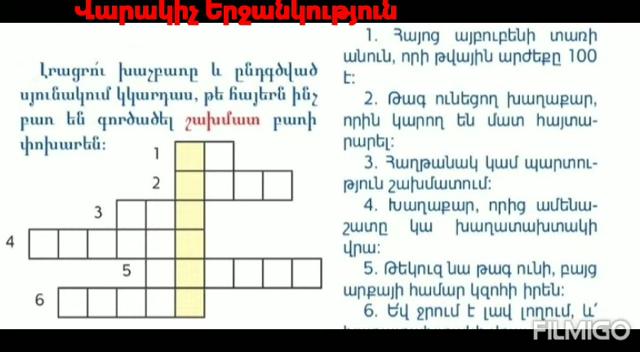 Վարակիչ Երջանկություն
Լրացրո՛ւ խաչբառը և ընդգծված
սյունակում կկարդաս, թե հայերն ինչ
բառ են գործածել շախմատ բառի
փոխարեն:
1
2
3
4
5
6
1. Հայոց այբուբենի տառի
անուն, որի թվային արժեքը 100
է:
2. Թագ ունեցող խաղաքար,
որին կարող են մատ հայտա-
րարել:
3. Հաղթանակ կամ պարտու-
թյուն շախմատում:
4. Խաղաքար, որից ամենա-
շատը կա խաղատախտակի
վրա:
5. Թեկուզ նա թագ ունի, բայց
արքայի համար կզոհի իրեն:
6. Եվ ջրում է լավ լողում, և՛
FILMIGO